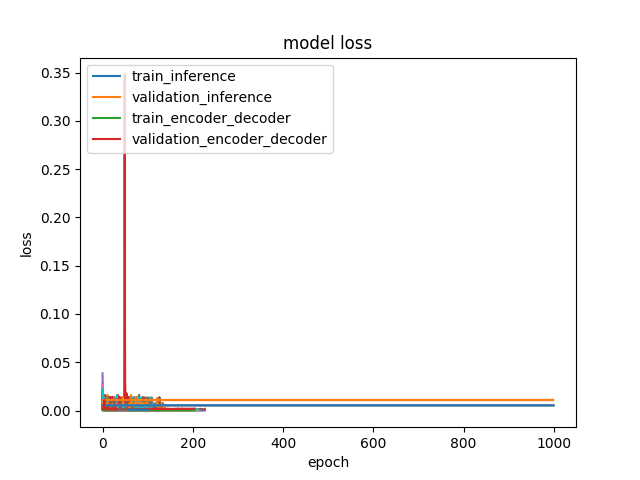 model loss
train_inference
validation_inference
train_encoder_decoder
validation_encoder_decoder
0.35
0.30
0.25
0.20
0.15
0.10
0.05
0.00
loss
0 200 400 600 800 1000
epoch